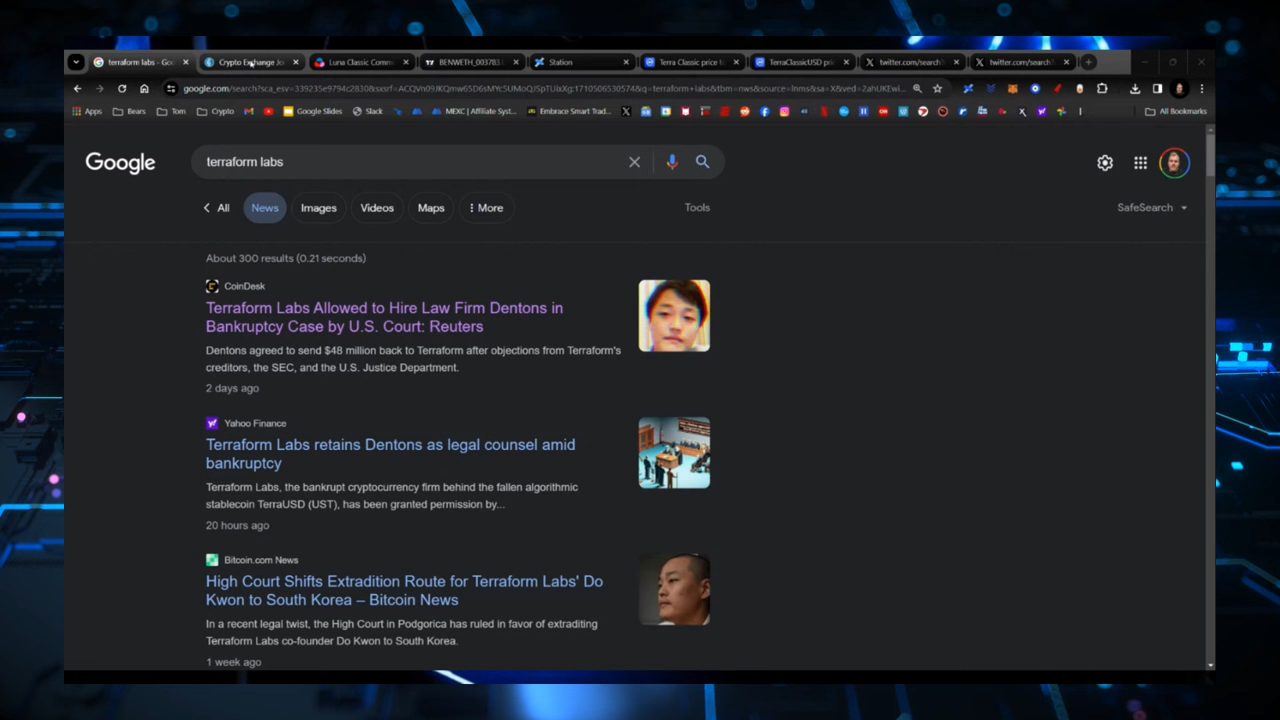 terraform labs - Goo
Crypto Exchange Jo
Luna Classic Comm
BENWETH_003783
Station
Terra Classic price t
TerraClassicUSD pri
twitter.com/search?
twitter.com/search?
Apps
Bears
Tom
Crypto
Google Slides
Slack
MEXC | Affiliate Syst...
Embrace Smart Trad...
All Bookmarks
Google
terraform labs
All
News
Images
Videos
Maps
More
Tools
SafeSearch
About 300 results (0.21 seconds)
CoinDesk
Terraform Labs Allowed to Hire Law Firm Dentons in
Bankruptcy Case by U.S. Court: Reuters
Dentons agreed to send $48 million back to Terraform after objections from Terraform's
creditors, the SEC, and the U.S. Justice Department.
2 days ago
Yahoo Finance
Terraform Labs retains Dentons as legal counsel amid
bankruptcy
Terraform Labs, the bankrupt cryptocurrency firm behind the fallen algorithmic
stablecoin TerraUSD (UST), has been granted permission by...
20 hours ago
Bitcoin.com News
High Court Shifts Extradition Route for Terraform Labs' Do
Kwon to South Korea – Bitcoin News
In a recent legal twist, the High Court in Podgorica has ruled in favor of extraditing
Terraform Labs co-founder Do Kwon to South Korea.
1 week ago